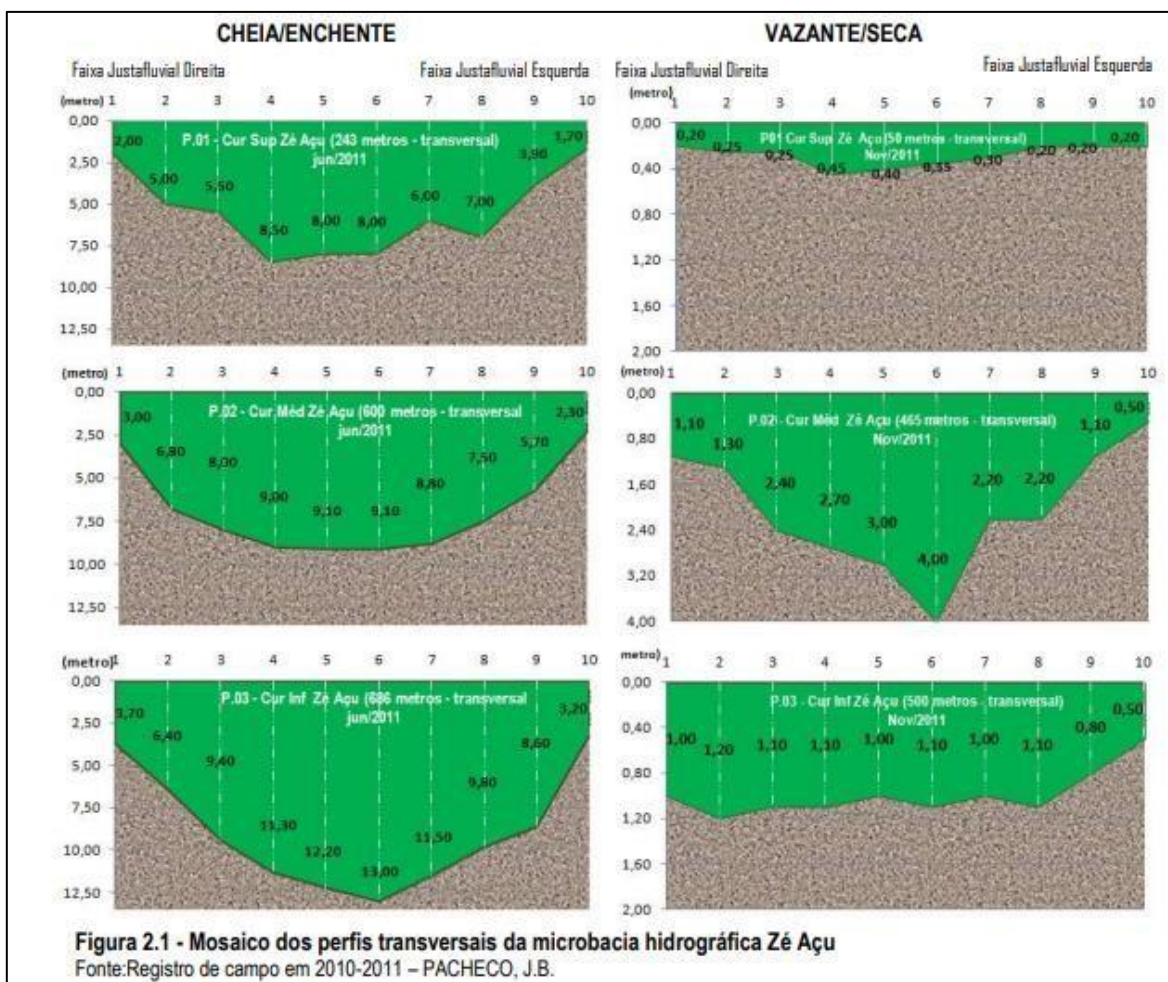 CHEIA/ENCHENTE
VAZANTE/SECA
Faixa Justafluvial Direita
Faixa Justafluvial Esquerda
Faixa Justafluvial Direita
Faixa Justafluvial Esquerda
(metro) 1 2 3 4 5 6 7 8 9 10
0,00
2,50
5,00
7,50
10,00
12,50
P.01 - Cur Sup Zé Açu (243 metros - transversal)
jun/2011
2,00 5,00 5,50 8,50 8,00 8,00 6,00 7,00 3,90 1,70
(metro) 1 2 3 4 5 6 7 8 9 10
0,00
0,40
0,80
1,20
1,60
2,00
P01 Cur Sup Zé Açu (50 metros - transversal)
Nov/2011
0,20 0,25 0,25 0,45 0,40 0,35 0,30 0,20 0,20 0,20
(metro) 1 2 3 4 5 6 7 8 9 10
0,00
2,50
5,00
7,50
10,00
12,50
P.02 - Cur Méd Zé Açu (600 metros - transversal
jun/2011
3,00 6,80 8,00 9,00 9,10 9,10 8,80 7,50 5,70 2,30
(metro) 1 2 3 4 5 6 7 8 9 10
0,00
0,80
1,60
2,40
3,20
4,00
P.02 - Cur Méd Zé Açu (465 metros - transversal)
Nov/2011
1,10 1,30 2,40 2,70 3,00 4,00 2,20 2,20 1,10 0,50
(metro) 1 2 3 4 5 6 7 8 9 10
0,00
2,50
5,00
7,50
10,00
12,50
P.03 - Cur Inf Zé Açu (686 metros - transversal
jun/2011
3,70 6,40 9,40 11,30 12,20 13,00 11,50 9,80 8,60 3,20
metro) 1 2 3 4 5 6 7 8 9 10
0,00
0,40
0,80
1,20
1,60
2,00
P.03 - Cur Inf Zé Açu (500 metros - transversal)
Nov/2011
1,00 1,20 1,10 1,10 1,00 1,10 1,00 1,10 0,80 0,50
Figura 2.1 - Mosaico dos perfis transversais da microbacia hidrográfica Zé Açu
Fonte:Registro de campo em 2010-2011 – PACHECO, J.B.